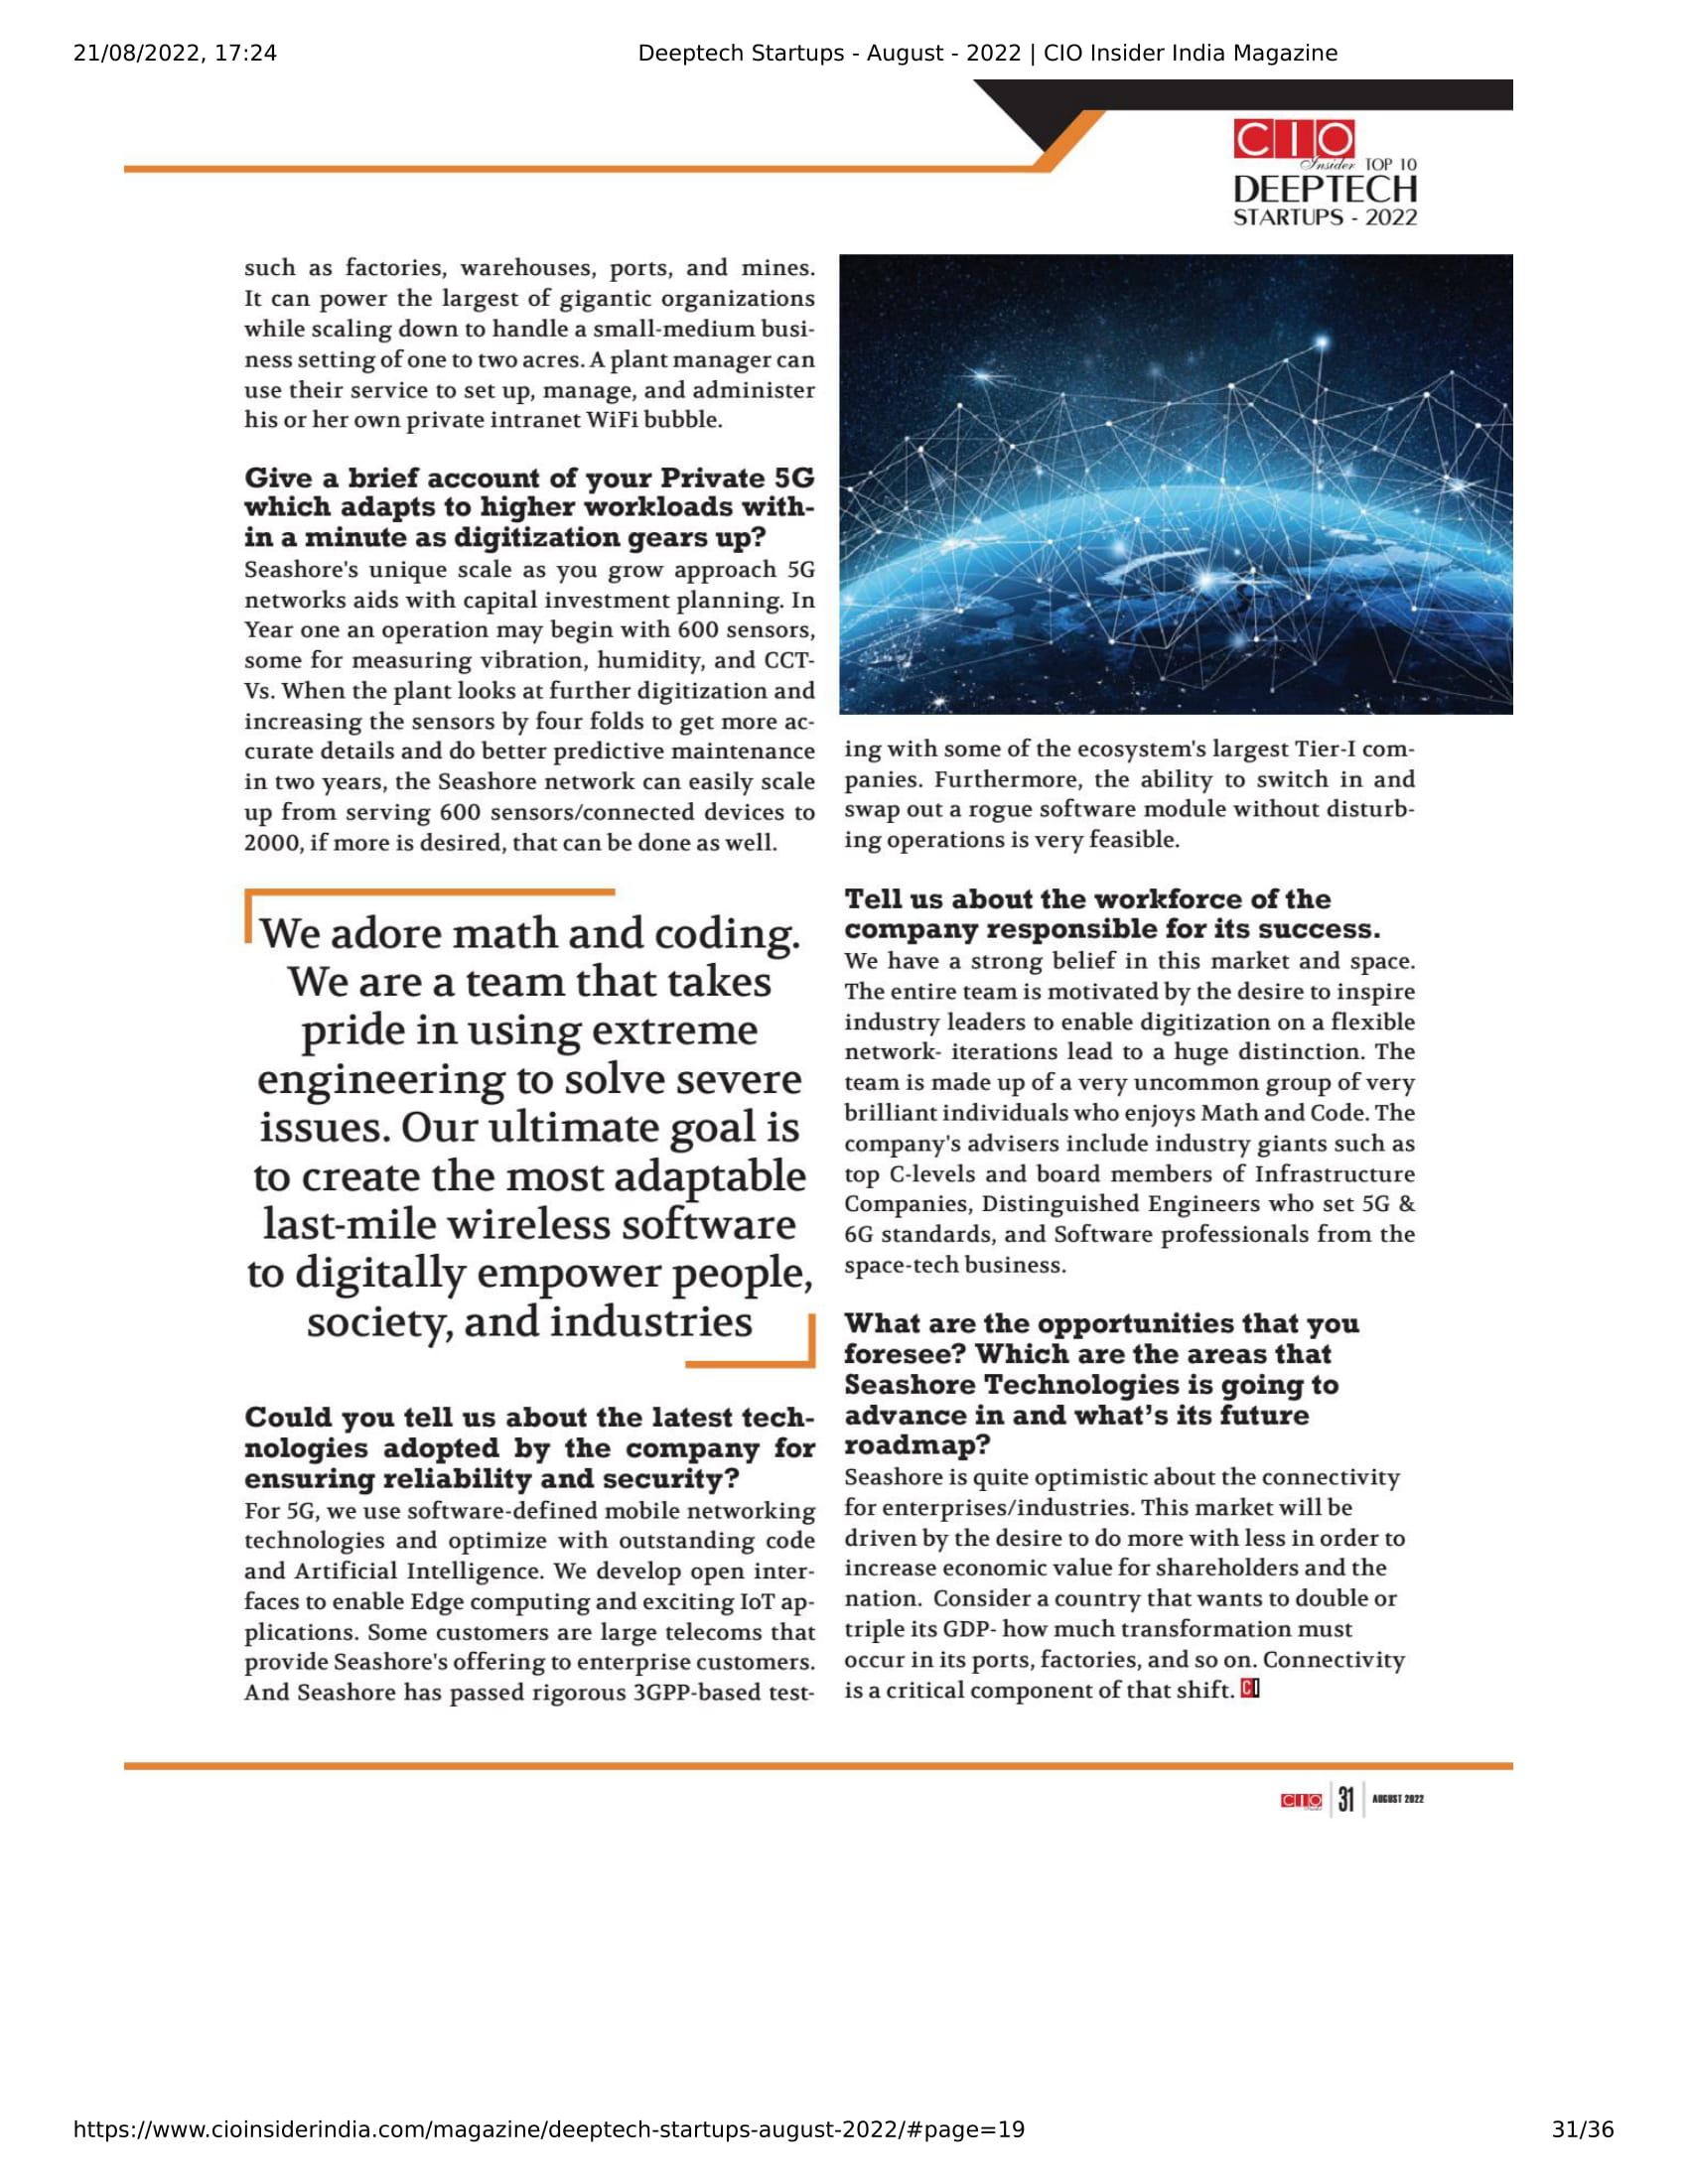 21/08/2022, 17:24
Deeptech Startups - August - 2022 | CIO Insider India Magazine
CIO
Insider TOP 10
DEEPTECH
STARTUPS - 2022
such as factories, warehouses, ports, and mines.
It can power the largest of gigantic organizations
while scaling down to handle a small-medium busi-
ness setting of one to two acres. A plant manager can
use their service to set up, manage, and administer
his or her own private intranet WiFi bubble.
Give a brief account of your Private 5G
which adapts to higher workloads with-
in a minute as digitization gears up?
Seashore's unique scale as you grow approach 5G
networks aids with capital investment planning. In
Year one an operation may begin with 600 sensors,
some for measuring vibration, humidity, and CCT-
Vs. When the plant looks at further digitization and
increasing the sensors by four folds to get more ac-
curate details and do better predictive maintenance
in two years, the Seashore network can easily scale
up from serving 600 sensors/connected devices to
2000, if more is desired, that can be done as well.
We adore math and coding.
We are a team that takes
pride in using extreme
engineering to solve severe
issues. Our ultimate goal is
to create the most adaptable
last-mile wireless software
to digitally empower people,
society, and industries
Could you tell us about the latest tech-
nologies adopted by the company for
ensuring reliability and security?
For 5G, we use software-defined mobile networking
technologies and optimize with outstanding code
and Artificial Intelligence. We develop open inter-
faces to enable Edge computing and exciting IoT ap-
plications. Some customers are large telecoms that
provide Seashore's offering to enterprise customers.
And Seashore has passed rigorous 3GPP-based test-
ing with some of the ecosystem's largest Tier-I com-
panies. Furthermore, the ability to switch in and
swap out a rogue software module without disturb-
ing operations is very feasible.
Tell us about the workforce of the
company responsible for its success.
We have a strong belief in this market and space.
The entire team is motivated by the desire to inspire
industry leaders to enable digitization on a flexible
network- iterations lead to a huge distinction. The
team is made up of a very uncommon group of very
brilliant individuals who enjoys Math and Code. The
company's advisers include industry giants such as
top C-levels and board members of Infrastructure
Companies, Distinguished Engineers who set 5G &
6G standards, and Software professionals from the
space-tech business.
What are the opportunities that you
foresee? Which are the areas that
Seashore Technologies is going to
advance in and what's its future
roadmap?
Seashore is quite optimistic about the connectivity
for enterprises/industries. This market will be
driven by the desire to do more with less in order to
increase economic value for shareholders and the
nation. Consider a country that wants to double or
triple its GDP- how much transformation must
occur in its ports, factories, and so on. Connectivity
is a critical component of that shift. CI
CIO 31 AUGUST 2022
https://www.cioinsiderindia.com/magazine/deeptech-startups-august-2022/#page=19
31/36